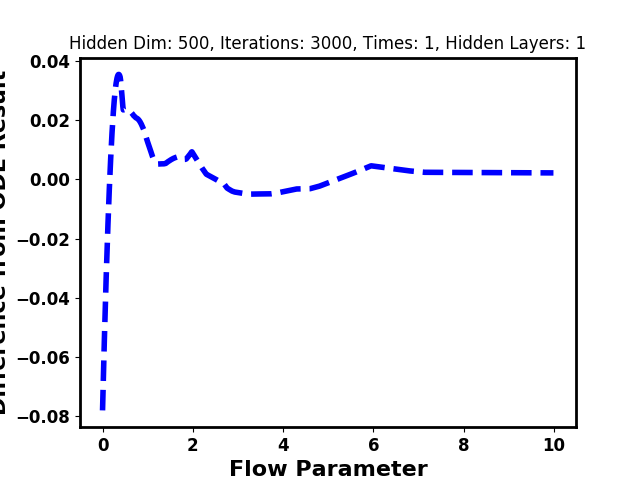 Hidden Dim: 500, Iterations: 3000, Times: 1, Hidden Layers: 1
Difference from ODE Result
0.04
0.02
0.00
−0.02
−0.04
−0.06
−0.08
0 2 4 6 8 10
Flow Parameter